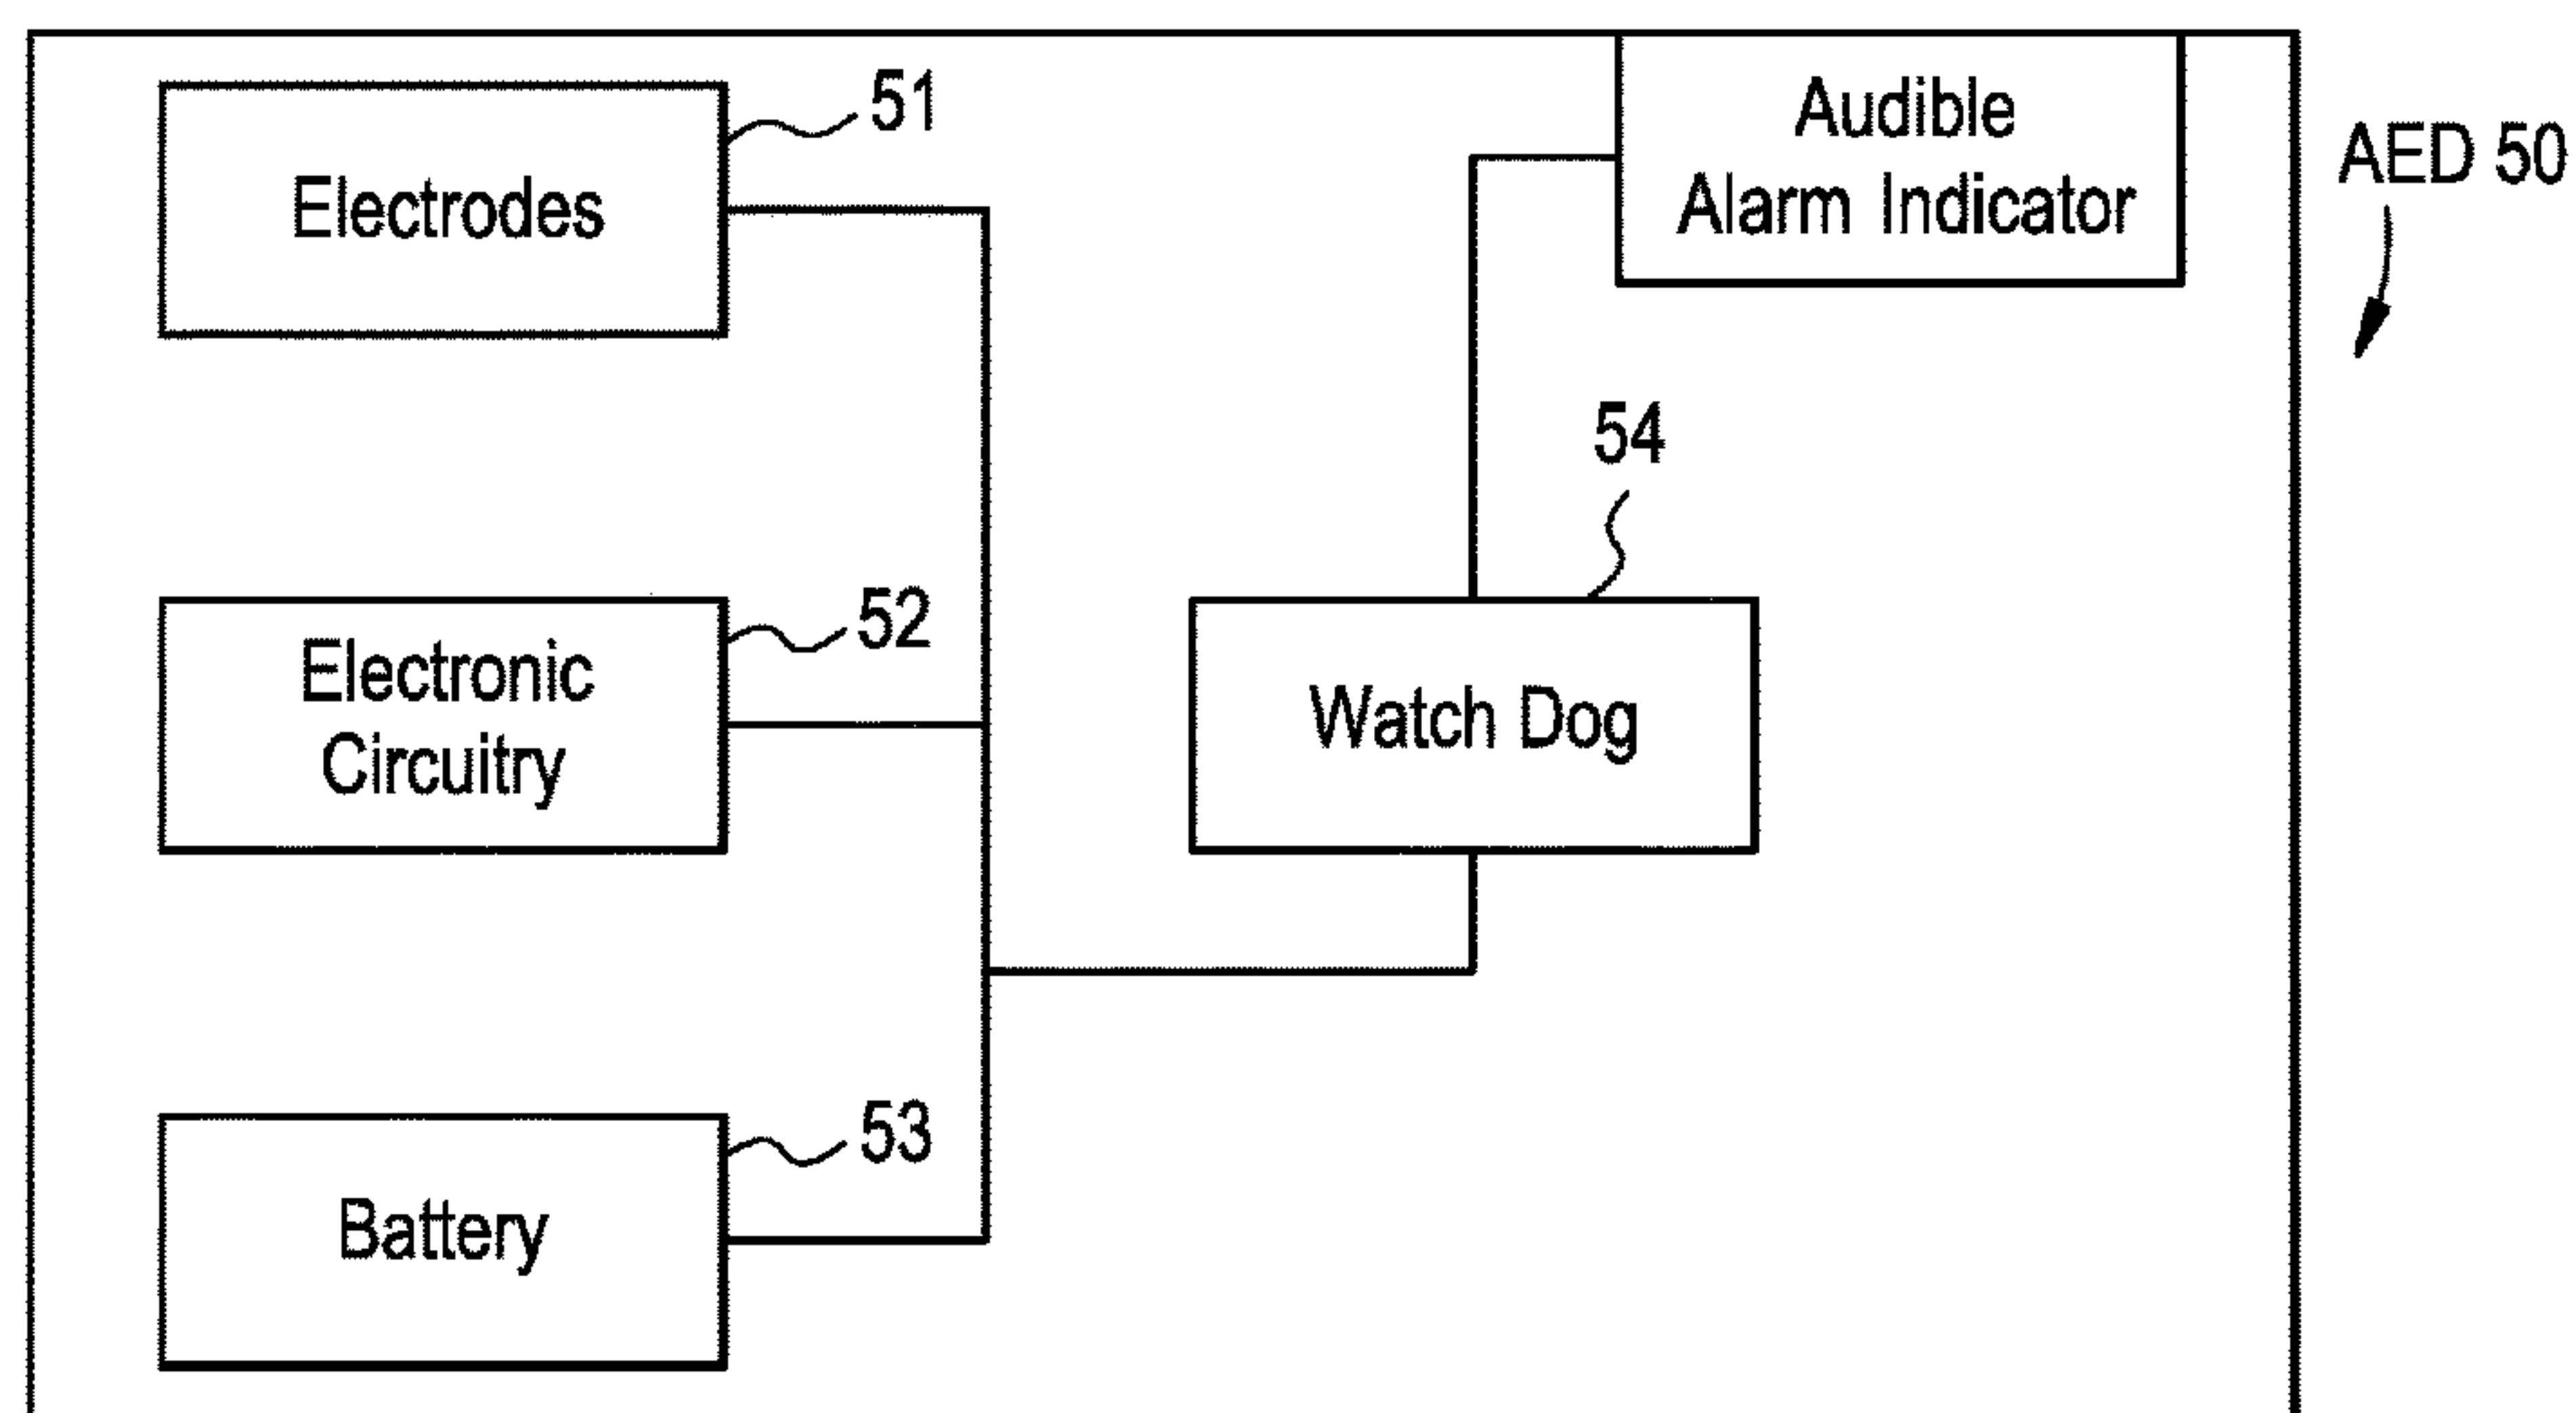 51
Electrodes
Audible
Alarm Indicator
AED 50
54
52
Electronic
Circuitry
Watch Dog
53
Battery